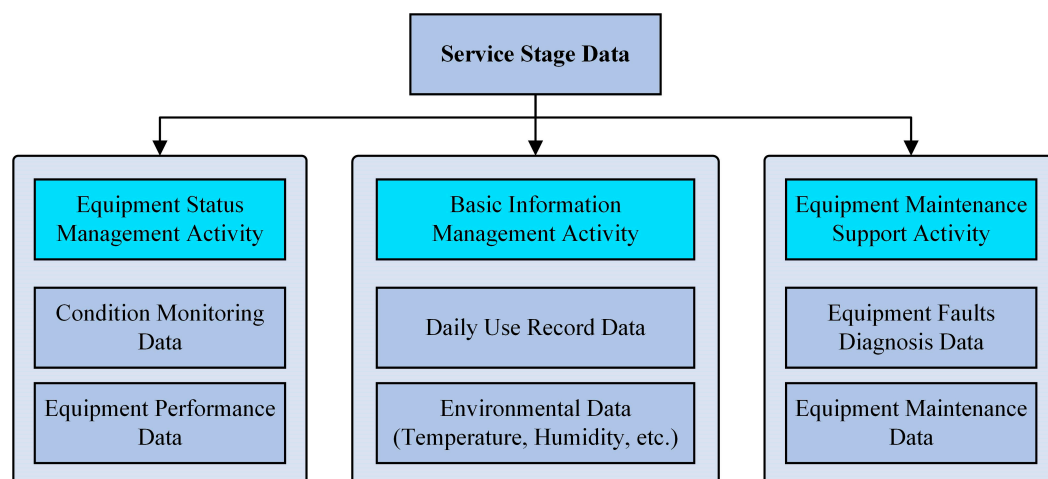 Service Stage Data
Equipment Status
Management Activity
Condition Monitoring
Data
Equipment Performance
Data
Basic Information
Management Activity
Daily Use Record Data
Environmental Data
(Temperature, Humidity, etc.)
Equipment Maintenance
Support Activity
Equipment Faults
Diagnosis Data
Equipment Maintenance
Data